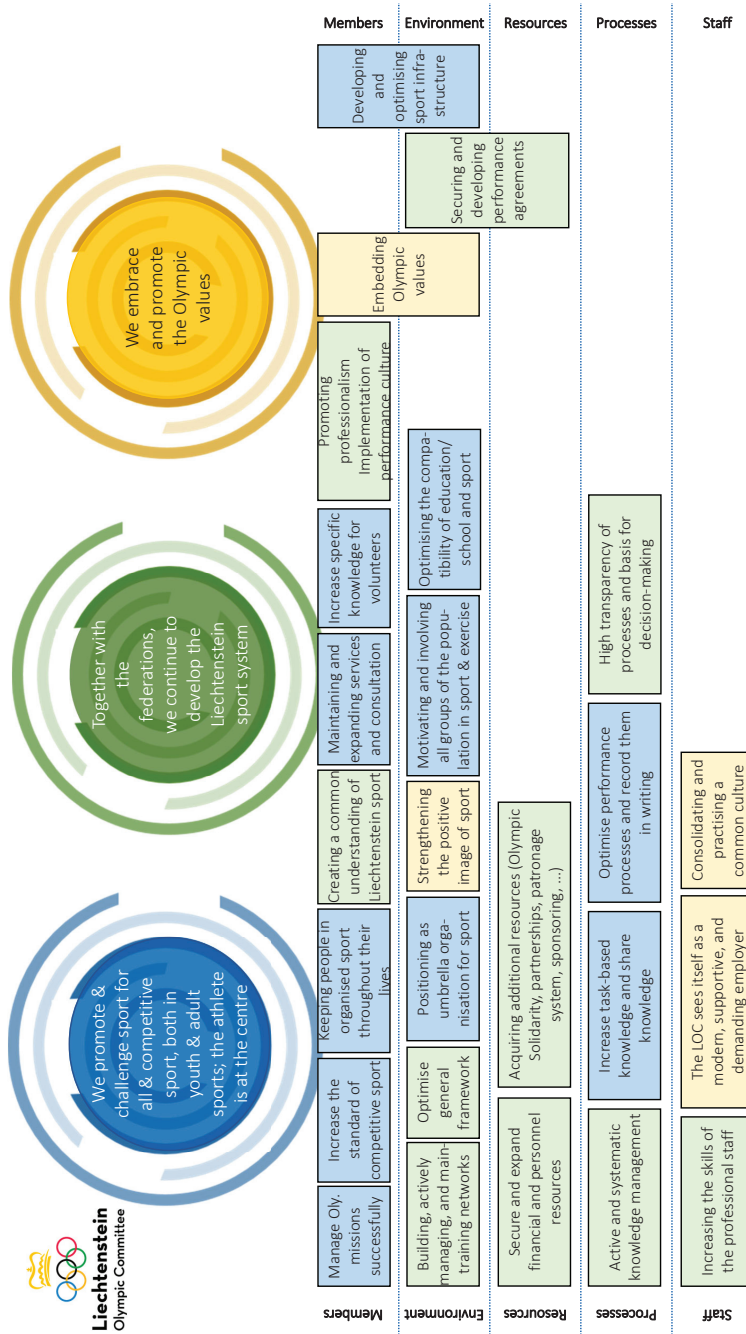 Liechtenstein
Olympic Committee
We promote &
challenge sport for
all & competitive
sport, both in
youth & adult
sports; the athlete
is at the centre
Together with
the
federations,
we continue to
develop the
Liechtenstein
sport system
We embrace
and promote
the Olympic
values
Members
Manage Oly.
missions
successfully
Increase the
standard of
competitive sport
Keeping people in
organised sport
throughout their
lives
Creating a common
understanding of
Liechtenstein sport
Maintaining and
expanding services
and consultation
Increase specific
knowledge for
volunteers
Promoting
professionalism
Implementation of
performance culture
Embedding
Olympic
values
Developing
and
optimising
sport infra-
structure
Members
Environment
Building, actively
managing, and main-
training networks
Optimise
general
framework
Positioning as
umbrella orga-
nisation for sport
Strengthening
the positive
image of sport
Motivating and involving
all groups of the popu-
lation in sport & exercise
Optimising the compa-
tibility of education/
school and sport
Securing and
developing
performance
agreements
Environment
Resources
Secure and expand
financial and personnel
resources
Acquiring additional resources (Olympic
Solidarity, partnerships, patronage
system, sponsoring, ...)
Resources
Processes
Active and systematic
knowledge management
Increase task-based
knowledge and share
knowledge
Optimise performance
processes and record them
in writing
High transparency of
processes and basis for
decision-making
Processes
Staff
Increasing the skills of
the professional staff
The LOC sees itself as a
modern, supportive, and
demanding employer
Consolidating and
practising a
common culture
Staff